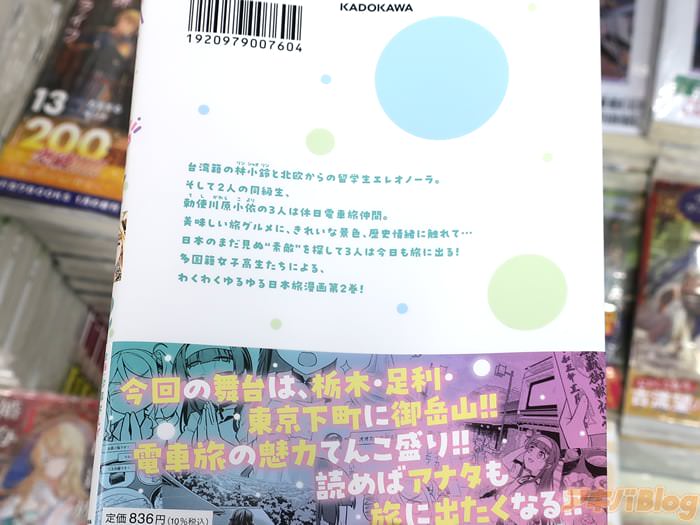 KADOKAWA
1920979007604
台湾籍の林小鈴と北欧からの留学生エレオノーラ。
そして2人の同級生、
勅使川原小依の3人は休日電車旅仲間。
美味しい旅グルメに、きれいな景色、歴史情緒に触れて…
日本のまだ見ぬ“素敵”を探して3人は今日も旅に出る!
多国籍女子高生たちによる、
わくわくゆるゆる日本旅漫画第2巻!
今回の舞台は、栃木・足利・
東京下町に御岳山!!
電車旅の魅力てんこ盛り!!
読めばアナタも
旅に出たくなる!!
定価836円(10%税込)
13
200
アキバBlog